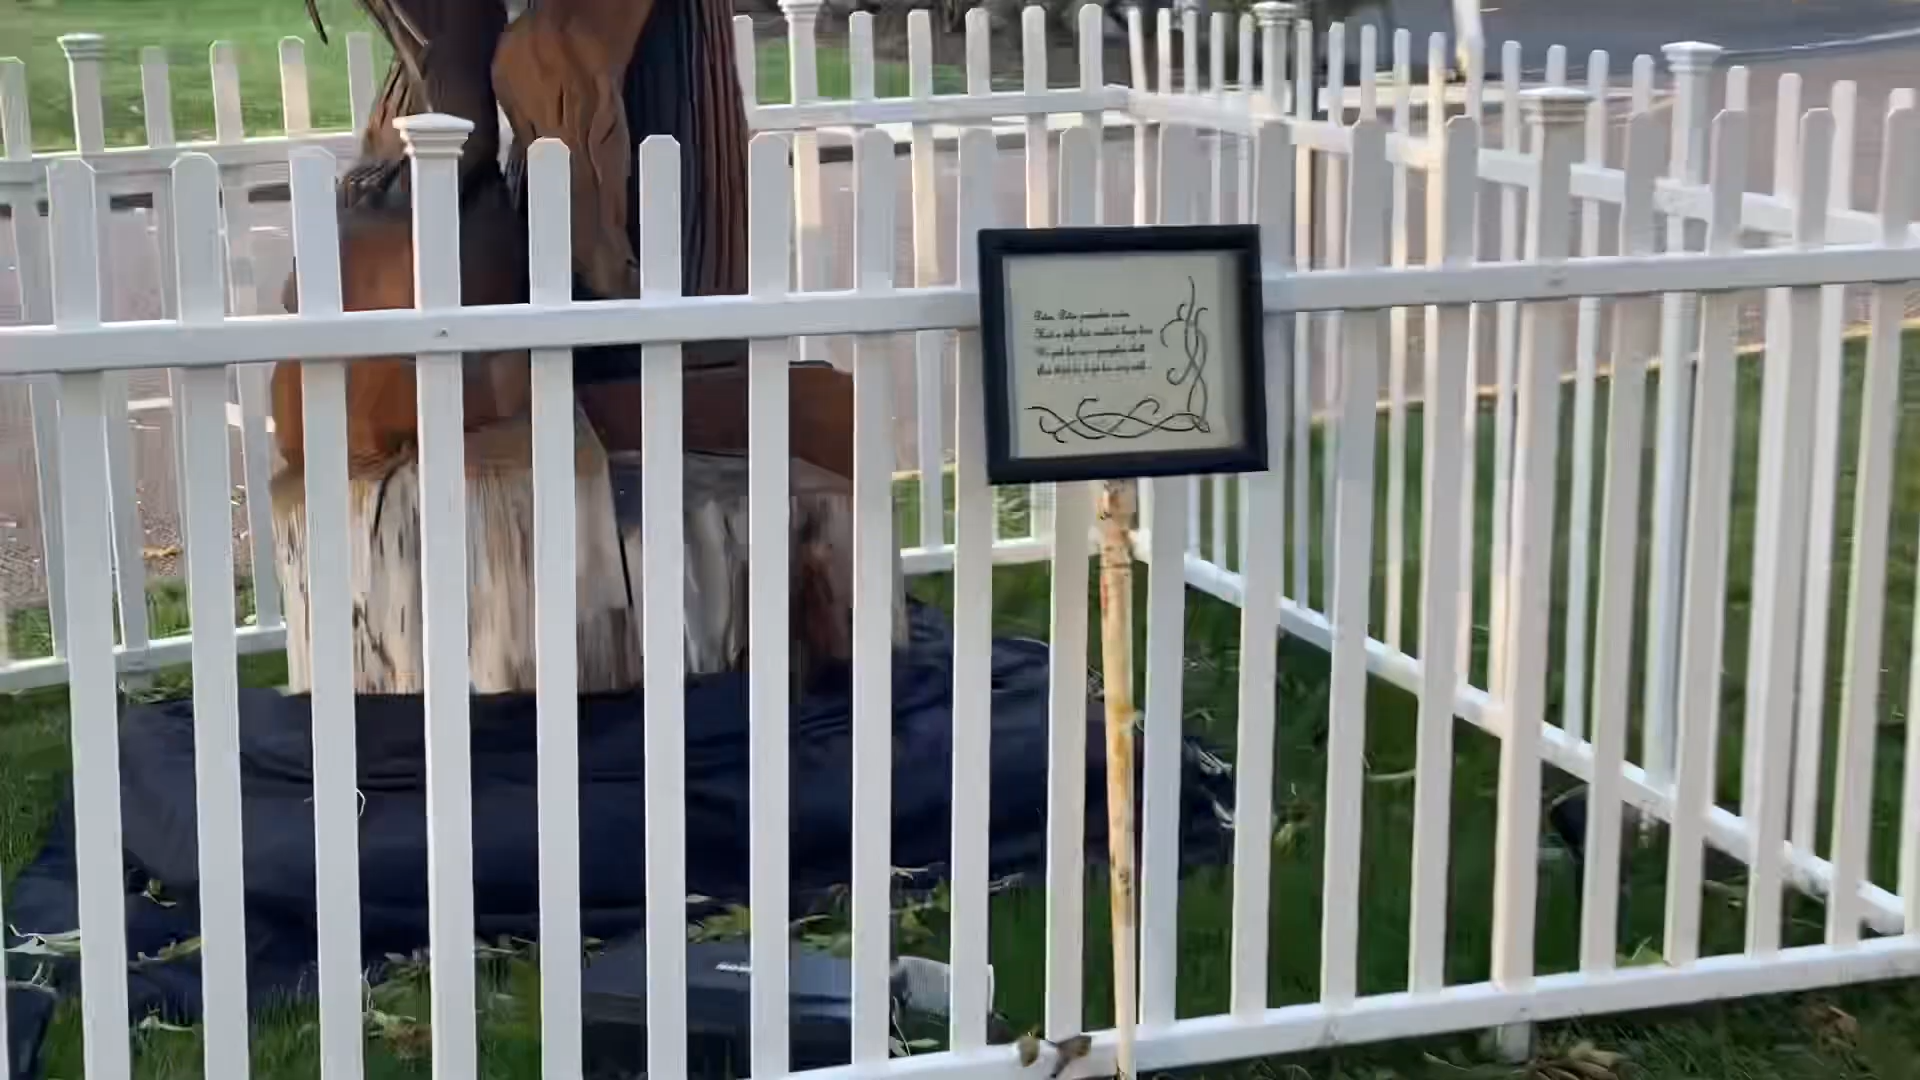 Peter, Peter pumpkin eater,
Had a wife but couldn't keep her;
He put her in a pumpkin shell
And there he kept her very well...